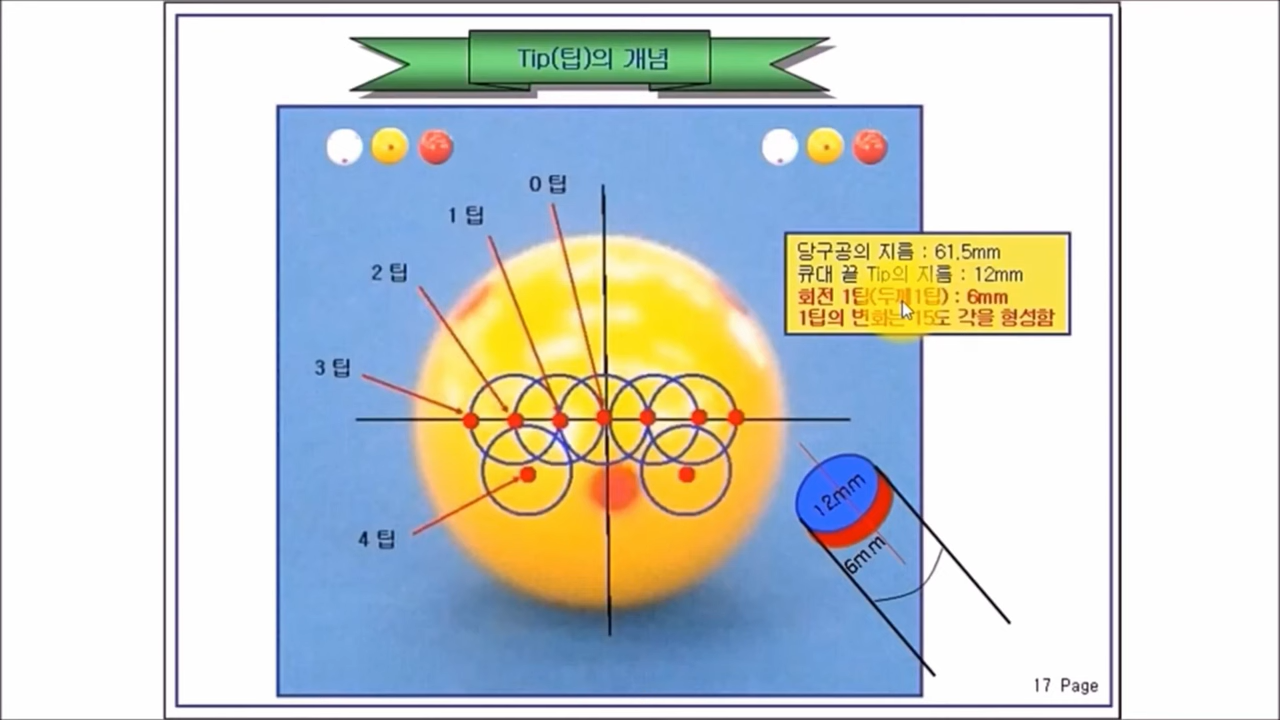 Tip(팁)의 개념
0 팁
1 팁
2 팁
3 팁
4 팁
당구공의 지름 : 61.5mm
큐대 끝 Tip의 지름 : 12mm
회전 1팁(두께1팁) : 6mm
1팁의 변화는 15도 각을 형성함
12mm
6mm
17 Page